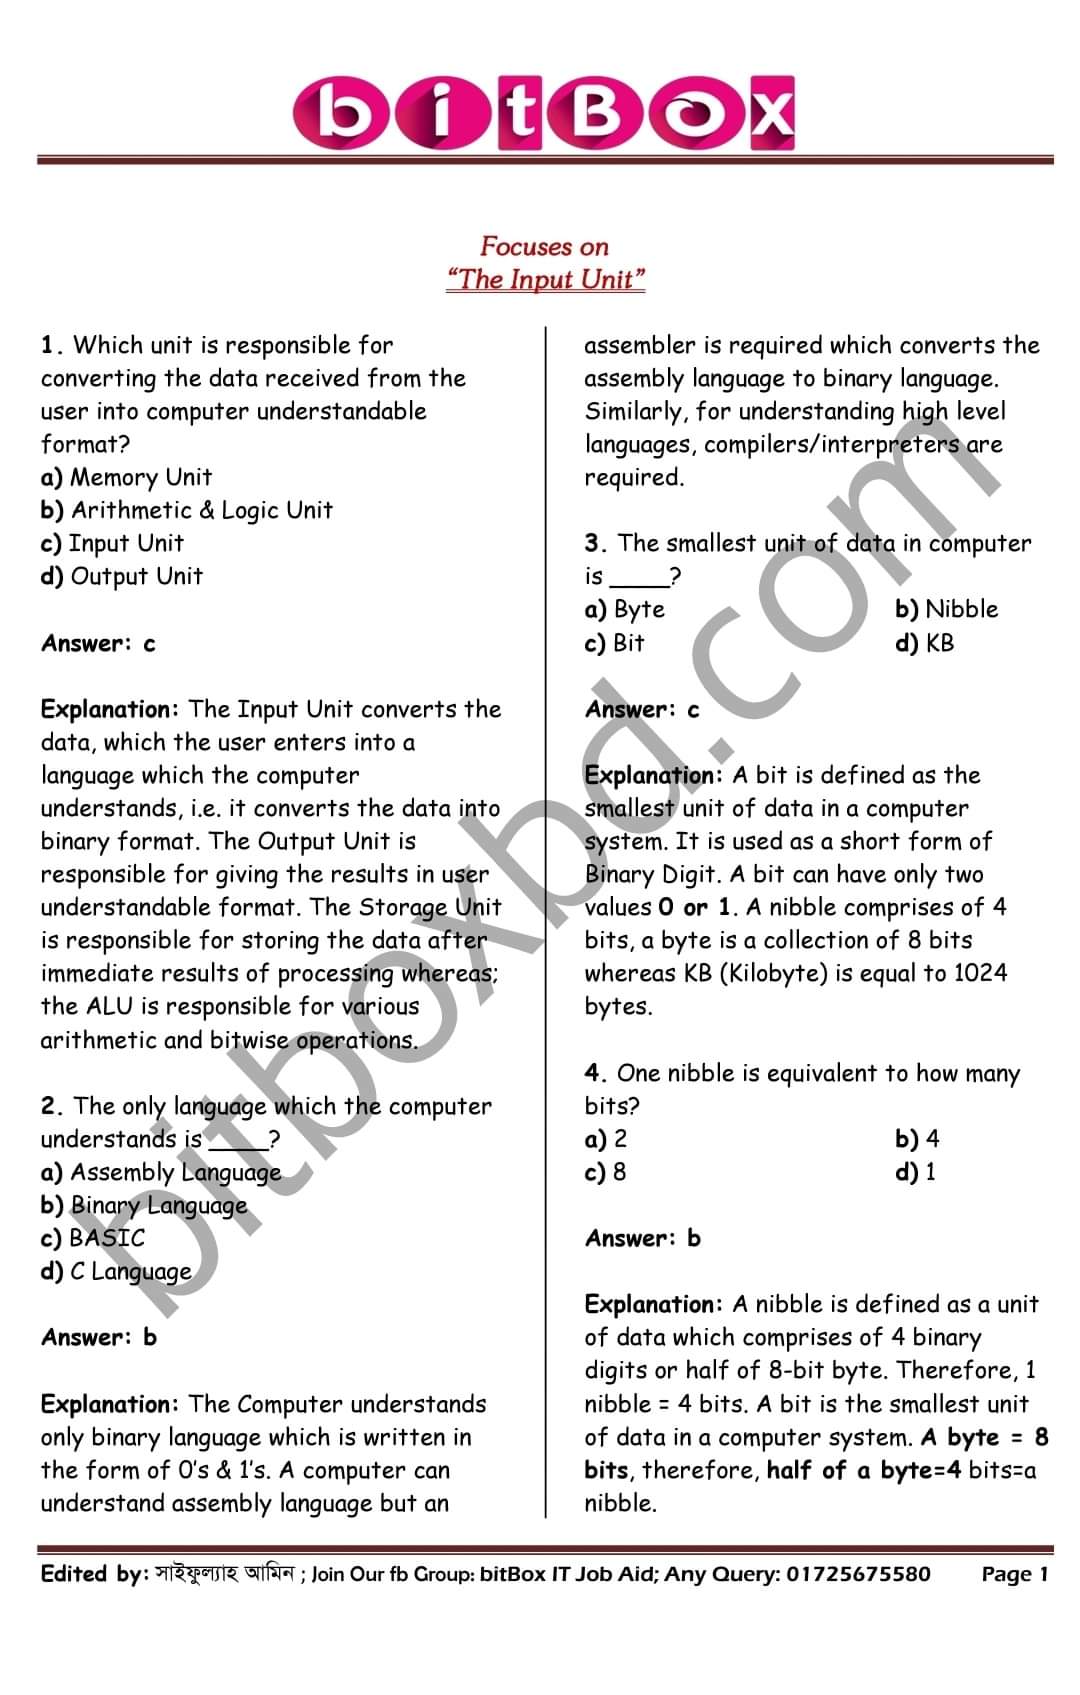 bitBox
Focuses on
“The Input Unit”
1. Which unit is responsible for
converting the data received from the
user into computer understandable
format?
a) Memory Unit
b) Arithmetic & Logic Unit
c) Input Unit
d) Output Unit
Answer: c
Explanation: The Input Unit converts the
data, which the user enters into a
language which the computer
understands, i.e. it converts the data into
binary format. The Output Unit is
responsible for giving the results in user
understandable format. The Storage Unit
is responsible for storing the data after
immediate results of processing whereas;
the ALU is responsible for various
arithmetic and bitwise operations.
2. The only language which the computer
understands is _____?
a) Assembly Language
b) Binary Language
c) BASIC
d) C Language
Answer: b
Explanation: The Computer understands
only binary language which is written in
the form of 0's & 1's. A computer can
understand assembly language but an
assembler is required which converts the
assembly language to binary language.
Similarly, for understanding high level
languages, compilers/interpreters are
required.
3. The smallest unit of data in computer
is _____?
a) Byte b) Nibble
c) Bit d) KB
Answer: c
Explanation: A bit is defined as the
smallest unit of data in a computer
system. It is used as a short form of
Binary Digit. A bit can have only two
values 0 or 1. A nibble comprises of 4
bits, a byte is a collection of 8 bits
whereas KB (Kilobyte) is equal to 1024
bytes.
4. One nibble is equivalent to how many
bits?
a) 2 b) 4
c) 8 d) 1
Answer: b
Explanation: A nibble is defined as a unit
of data which comprises of 4 binary
digits or half of 8-bit byte. Therefore, 1
nibble = 4 bits. A bit is the smallest unit
of data in a computer system. A byte = 8
bits, therefore, half of a byte=4 bits=a
nibble.
bitboxbd.com
Edited by: সাইফুল্যাহ আমিন ; Join Our fb Group: bitBox IT Job Aid; Any Query: 01725675580 Page 1